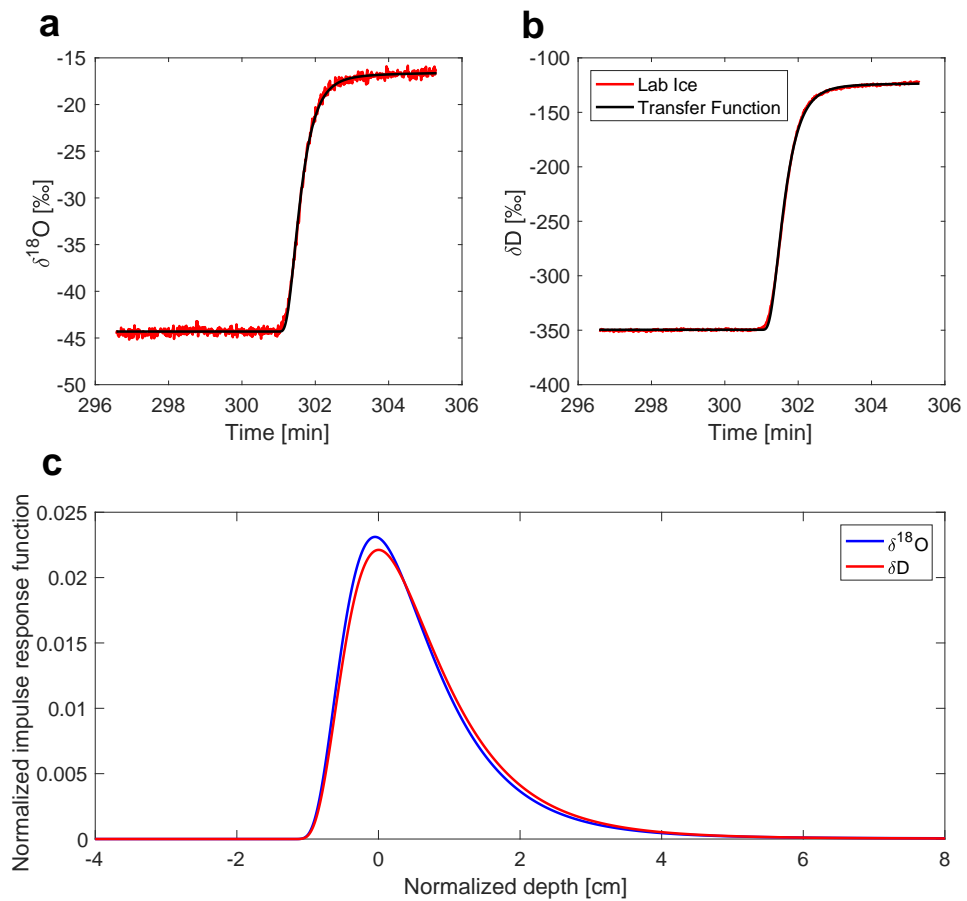 a
b
-15
-20
-25
-30
-35
-40
-45
-50
δ18O [‰]
296 298 300 302 304 306
Time [min]
-100
-150
-200
-250
-300
-350
-400
δD [‰]
Lab Ice
Transfer Function
296 298 300 302 304 306
Time [min]
c
0.025
0.02
0.015
0.01
0.005
0
Normalized impulse response function
δ18O
δD
-4 -2 0 2 4 6 8
Normalized depth [cm]